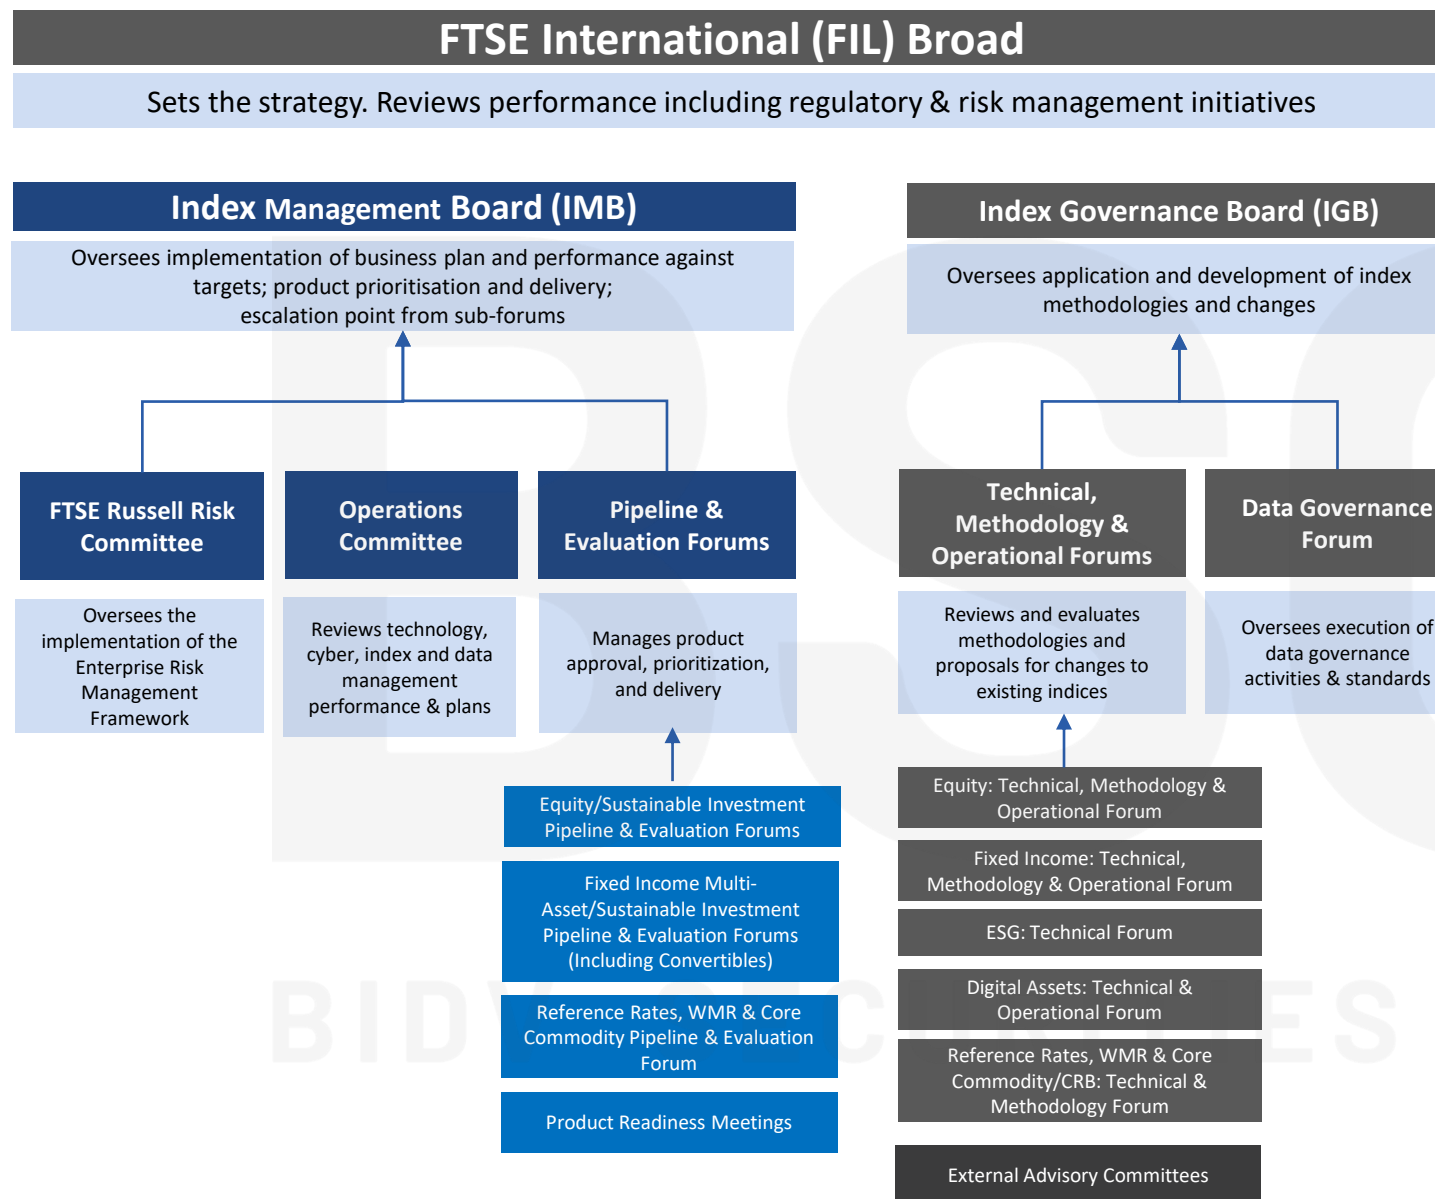 FTSE International (FIL) Broad
Sets the strategy. Reviews performance including regulatory & risk management initiatives
Index Management Board (IMB)
Oversees implementation of business plan and performance against
targets; product prioritisation and delivery;
escalation point from sub-forums
Index Governance Board (IGB)
Oversees application and development of index
methodologies and changes
FTSE Russell Risk
Committee
Oversees the
implementation of the
Enterprise Risk
Management
Framework
Operations
Committee
Reviews technology,
cyber, index and data
management
performance & plans
Pipeline &
Evaluation Forums
Manages product
approval, prioritization,
and delivery
Equity/Sustainable Investment
Pipeline & Evaluation Forums
Fixed Income Multi-
Asset/Sustainable Investment
Pipeline & Evaluation Forums
(Including Convertibles)
Reference Rates, WMR & Core
Commodity Pipeline & Evaluation
Forum
Product Readiness Meetings
Technical,
Methodology &
Operational Forums
Reviews and evaluates
methodologies and
proposals for changes to
existing indices
Equity: Technical, Methodology &
Operational Forum
Fixed Income: Technical,
Methodology & Operational Forum
ESG: Technical Forum
Digital Assets: Technical &
Operational Forum
Reference Rates, WMR & Core
Commodity/CRB: Technical &
Methodology Forum
External Advisory Committees
Data Governance
Forum
Oversees execution of
data governance
activities & standards